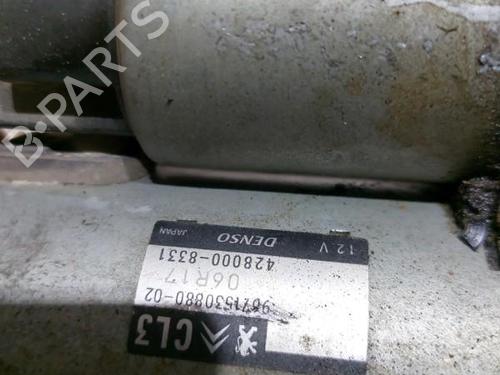 B-PARTS
12 V
DENSO
JAPAN
428000-8331
06R17
9671530880-02
CL3